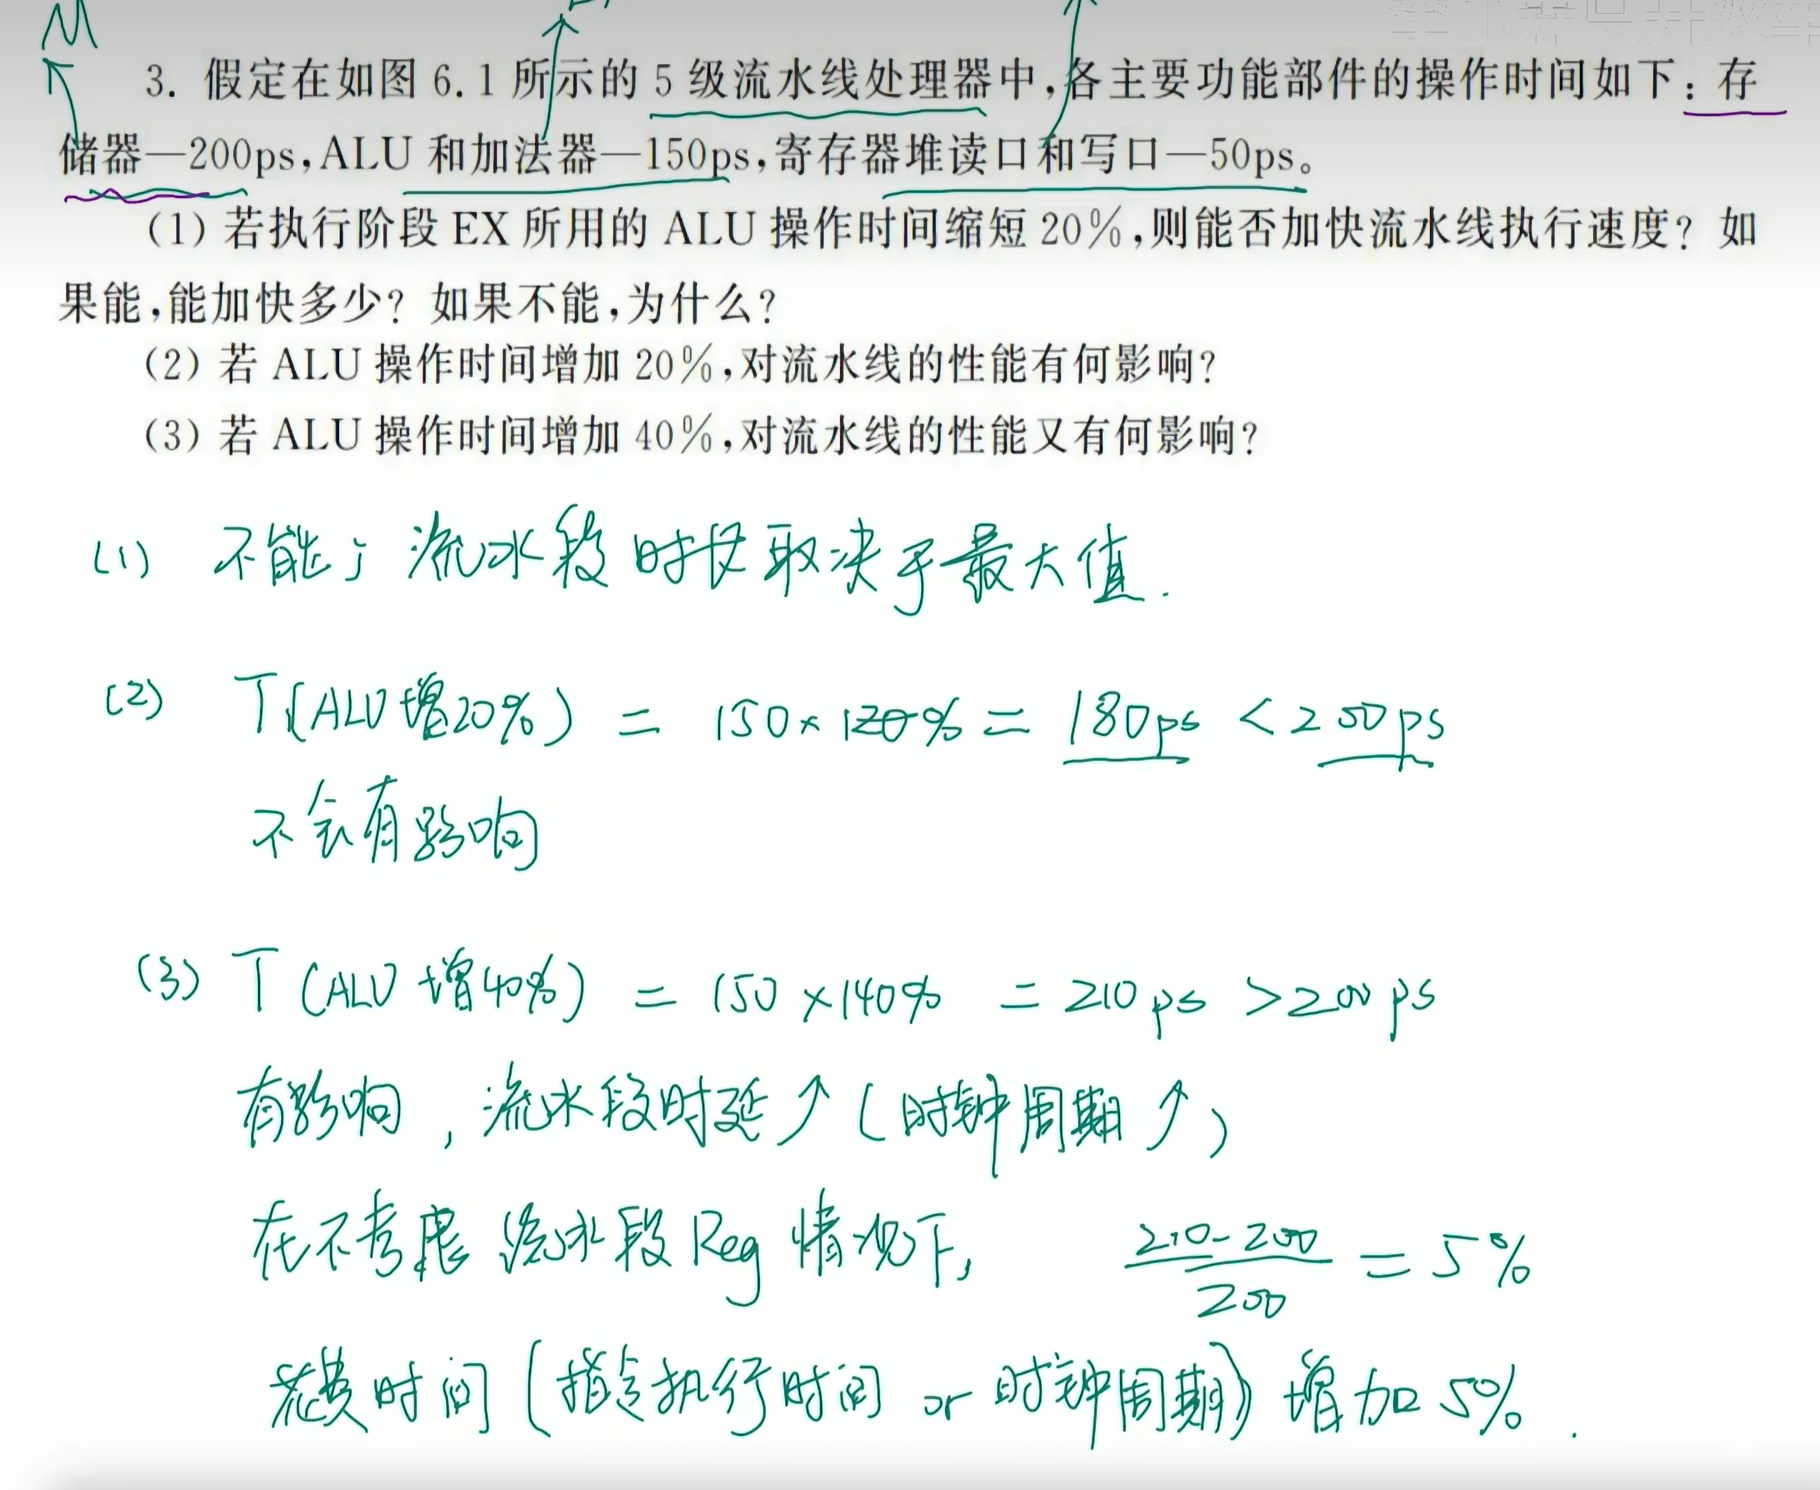 M
3. 假定在如图 6.1 所示的 5 级流水线处理器中,各主要功能部件的操作时间如下:存
储器—200ps,ALU 和加法器—150ps,寄存器堆读口和写口—50ps。
(1) 若执行阶段 EX 所用的 ALU 操作时间缩短 20%,则能否加快流水线执行速度? 如
果能,能加快多少? 如果不能,为什么?
(2) 若 ALU 操作时间增加 20%,对流水线的性能有何影响?
(3) 若 ALU 操作时间增加 40%,对流水线的性能又有何影响?
(1) 不能; 流水段时长取决于最大值.
(2) T(ALU增20%) = 150×120% = 180ps < 200ps
不会有影响
(3) T(ALU增40%) = 150×140% = 210ps > 200ps
有影响,流水段时延↑(时钟周期↑)
在不考虑流水段Reg情况下, 210-200/200 = 5%
花费时间(指令执行时间 or 时钟周期)增加5%.